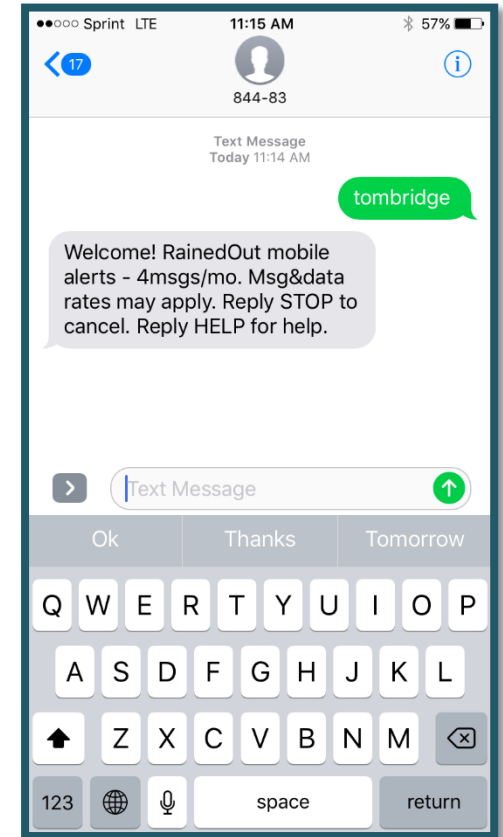 Sprint LTE 11:15 AM 57%
17
844-83
Text Message
Today 11:14 AM
tombridge
Welcome! RainedOut mobile
alerts - 4msgs/mo. Msg&data
rates may apply. Reply STOP to
cancel. Reply HELP for help.
Text Message
Ok Thanks Tomorrow
Q W E R T Y U I O P
A S D F G H J K L
Z X C V B N M
123 space return